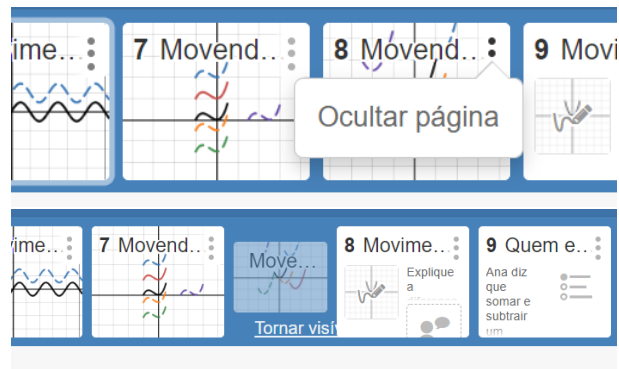 ime...
7 Movend...
8 Movend...
9 Movi
Ocultar página
ime...
7 Movend...
Move...
Tornar visí
8 Movime...
Explique
a
9 Quem e...
Ana diz
que
somar e
subtrair
um